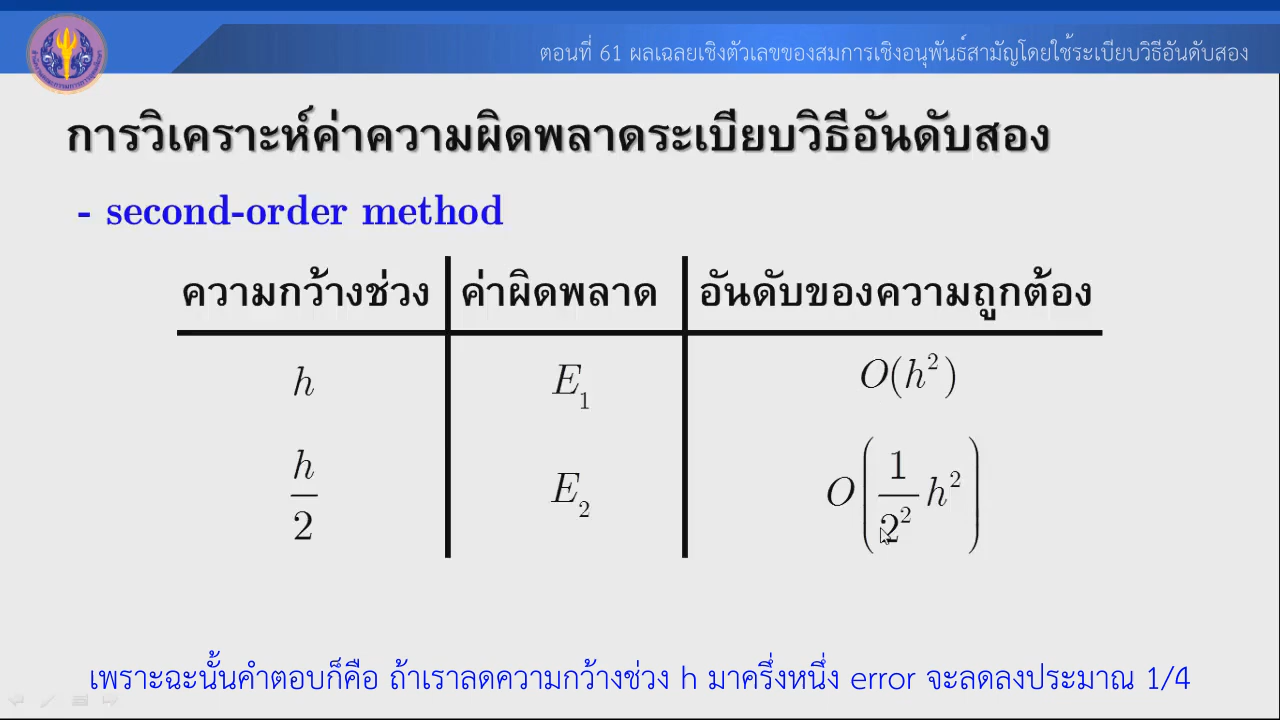 ตอนที่ 61 ผลเฉลยเชิงตัวเลขของสมการเชิงอนุพันธ์สามัญโดยใช้ระเบียบวิธีอันดับสอง
การวิเคราะห์ค่าความผิดพลาดระเบียบวิธีอันดับสอง
- second-order method
ความกว้างช่วง ค่าผิดพลาด อันดับของความถูกต้อง
h E₁ O(h²)
h/2 E₂ O(1/2² h²)
เพราะฉะนั้นคำตอบก็คือ ถ้าเราลดความกว้างช่วง h มาครึ่งหนึ่ง error จะลดลงประมาณ 1/4